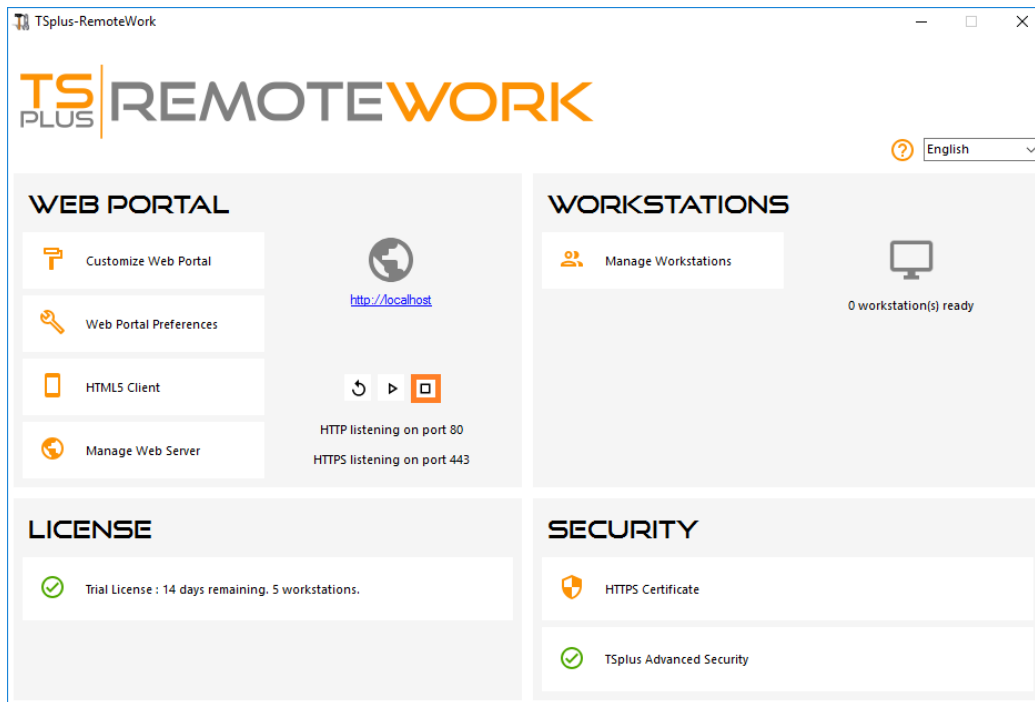 TSplus-RemoteWork
TS PLUS REMOTEWORK
English
WEB PORTAL
Customize Web Portal
http://localhost
Web Portal Preferences
HTML5 Client
HTTP listening on port 80
Manage Web Server
HTTPS listening on port 443
WORKSTATIONS
Manage Workstations
0 workstation(s) ready
LICENSE
Trial License : 14 days remaining. 5 workstations.
SECURITY
HTTPS Certificate
TSplus Advanced Security